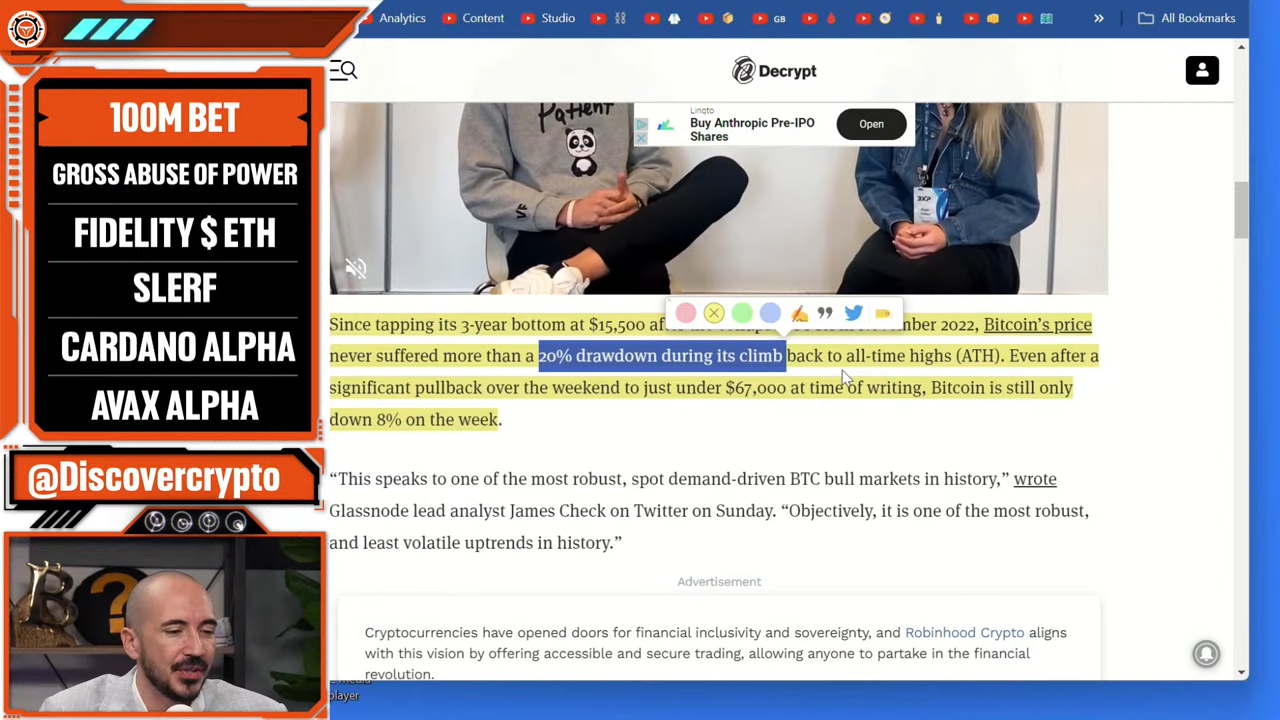 Analytics
Content
Studio
GB
»
All Bookmarks
100M BET
GROSS ABUSE OF POWER
FIDELITY $ ETH
SLERF
CARDANO ALPHA
AVAX ALPHA
@Discovercrypto
Decrypt
Patient
VF
BXP
Linqto
Buy Anthropic Pre-IPO
Shares
Open
Since tapping its 3-year bottom at $15,500 2022, Bitcoin's price
never suffered more than a 20% drawdown during its climb back to all-time highs (ATH). Even after a
significant pullback over the weekend to just under $67,000 at time of writing, Bitcoin is still only
down 8% on the week.
“This speaks to one of the most robust, spot demand-driven BTC bull markets in history,” wrote
Glassnode lead analyst James Check on Twitter on Sunday. “Objectively, it is one of the most robust,
and least volatile uptrends in history.”
Advertisement
Cryptocurrencies have opened doors for financial inclusivity and sovereignty, and Robinhood Crypto aligns
with this vision by offering accessible and secure trading, allowing anyone to partake in the financial
revolution.
player